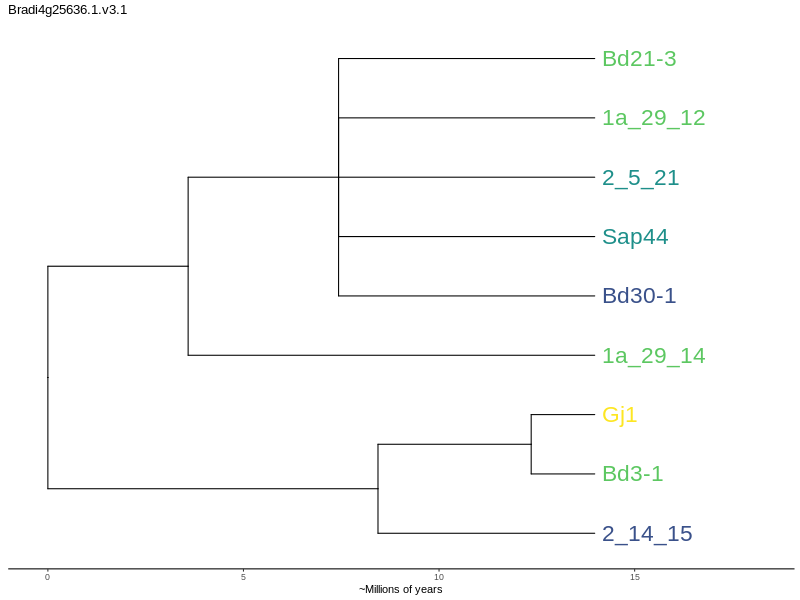 Bradi4g25636.1.v3.1
Bd21-3
1a_29_12
2_5_21
Sap44
Bd30-1
1a_29_14
Gj1
Bd3-1
2_14_15
0 5 10 15
~Millions of years